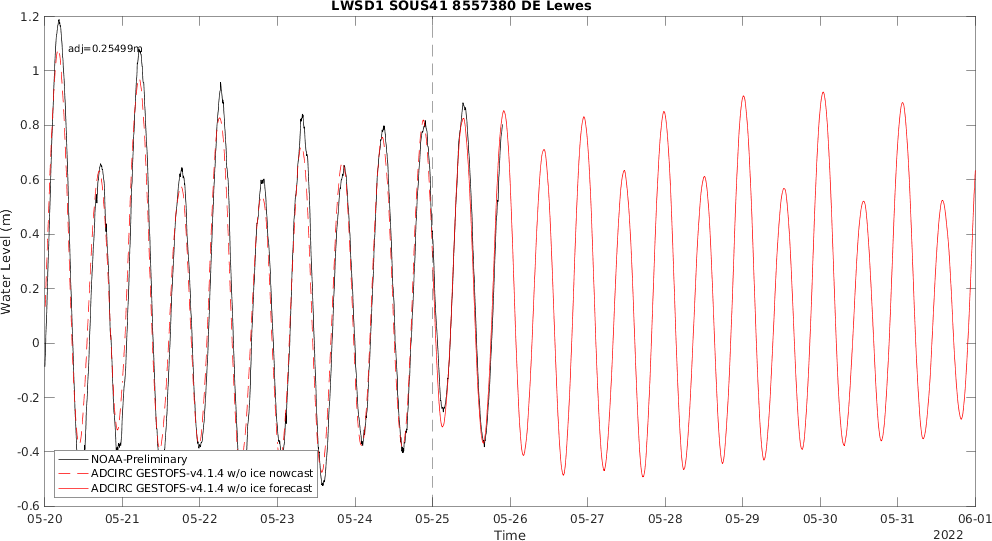 LWSD1 SOUS41 8557380 DE Lewes
adj=0.25499m
Water Level (m)
1.2
1
0.8
0.6
0.4
0.2
0
-0.2
-0.4
-0.6
NOAA-Preliminary
ADCIRC GESTOFS-v4.1.4 w/o ice nowcast
ADCIRC GESTOFS-v4.1.4 w/o ice forecast
05-20 05-21 05-22 05-23 05-24 05-25 05-26 05-27 05-28 05-29 05-30 05-31 06-01
Time
2022